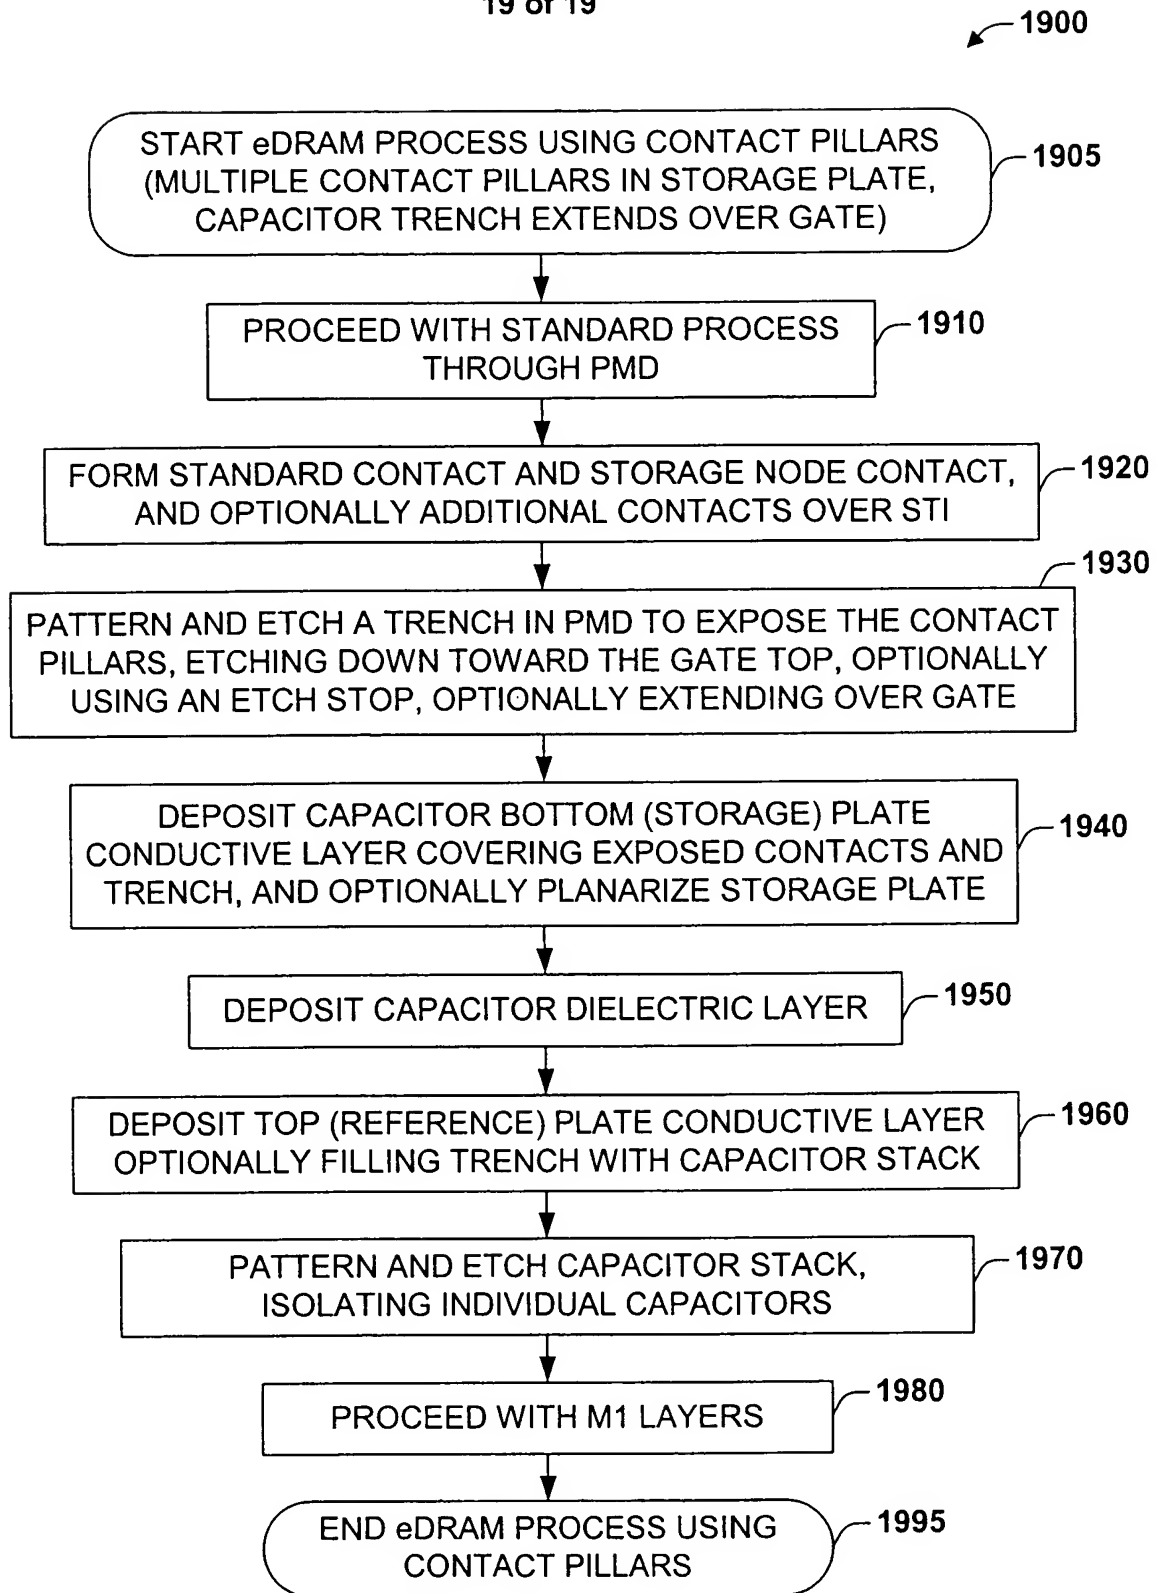 19 of 19
1900
START eDRAM PROCESS USING CONTACT PILLARS
(MULTIPLE CONTACT PILLARS IN STORAGE PLATE,
CAPACITOR TRENCH EXTENDS OVER GATE)
1905
PROCEED WITH STANDARD PROCESS
THROUGH PMD
1910
FORM STANDARD CONTACT AND STORAGE NODE CONTACT,
AND OPTIONALLY ADDITIONAL CONTACTS OVER STI
1920
1930
PATTERN AND ETCH A TRENCH IN PMD TO EXPOSE THE CONTACT
PILLARS, ETCHING DOWN TOWARD THE GATE TOP, OPTIONALLY
USING AN ETCH STOP, OPTIONALLY EXTENDING OVER GATE
DEPOSIT CAPACITOR BOTTOM (STORAGE) PLATE
CONDUCTIVE LAYER COVERING EXPOSED CONTACTS AND
TRENCH, AND OPTIONALLY PLANARIZE STORAGE PLATE
1940
DEPOSIT CAPACITOR DIELECTRIC LAYER
1950
DEPOSIT TOP (REFERENCE) PLATE CONDUCTIVE LAYER
OPTIONALLY FILLING TRENCH WITH CAPACITOR STACK
1960
PATTERN AND ETCH CAPACITOR STACK,
ISOLATING INDIVIDUAL CAPACITORS
1970
PROCEED WITH M1 LAYERS
1980
END eDRAM PROCESS USING
CONTACT PILLARS
1995